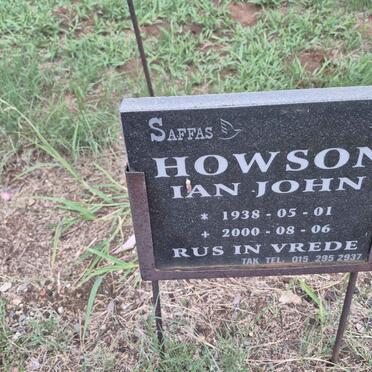 SAFFAS
HOWSON
IAN JOHN
* 1938 - 05 - 01
+ 2000 - 08 - 06
RUS IN VREDE
TAK TEL. 015 295 2937